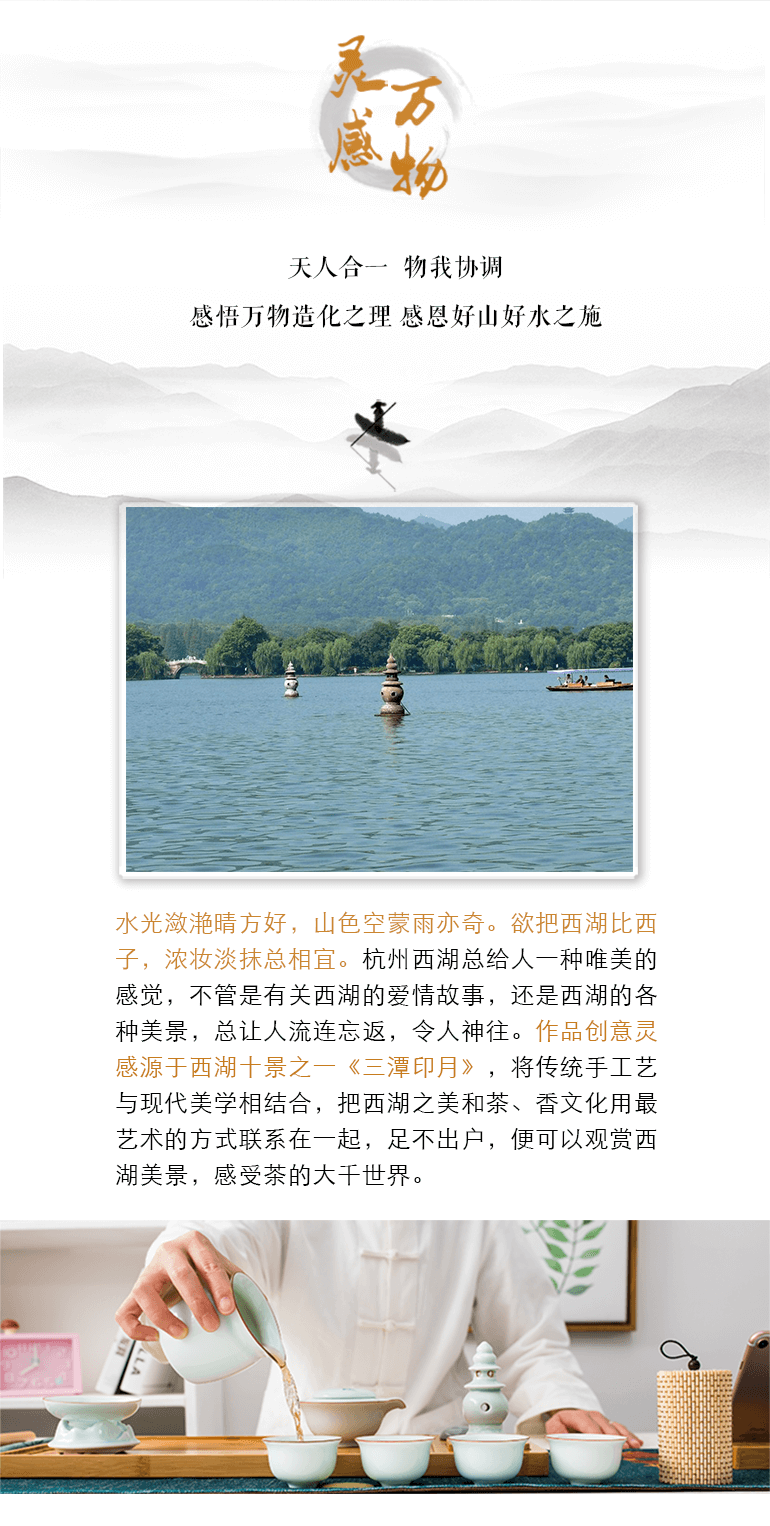 万物
灵感
天人合一 物我协调
感悟万物造化之理 感恩好山好水之施
水光潋滟晴方好，山色空蒙雨亦奇。欲把西湖比西
子，浓妆淡抹总相宜。杭州西湖总给人一种唯美的
感觉，不管是有关西湖的爱情故事，还是西湖的各
种美景，总让人流连忘返，令人神往。作品创意灵
感源于西湖十景之一《三潭印月》，将传统手工艺
与现代美学相结合，把西湖之美和茶、香文化用最
艺术的方式联系在一起，足不出户，便可以观赏西
湖美景，感受茶的大千世界。